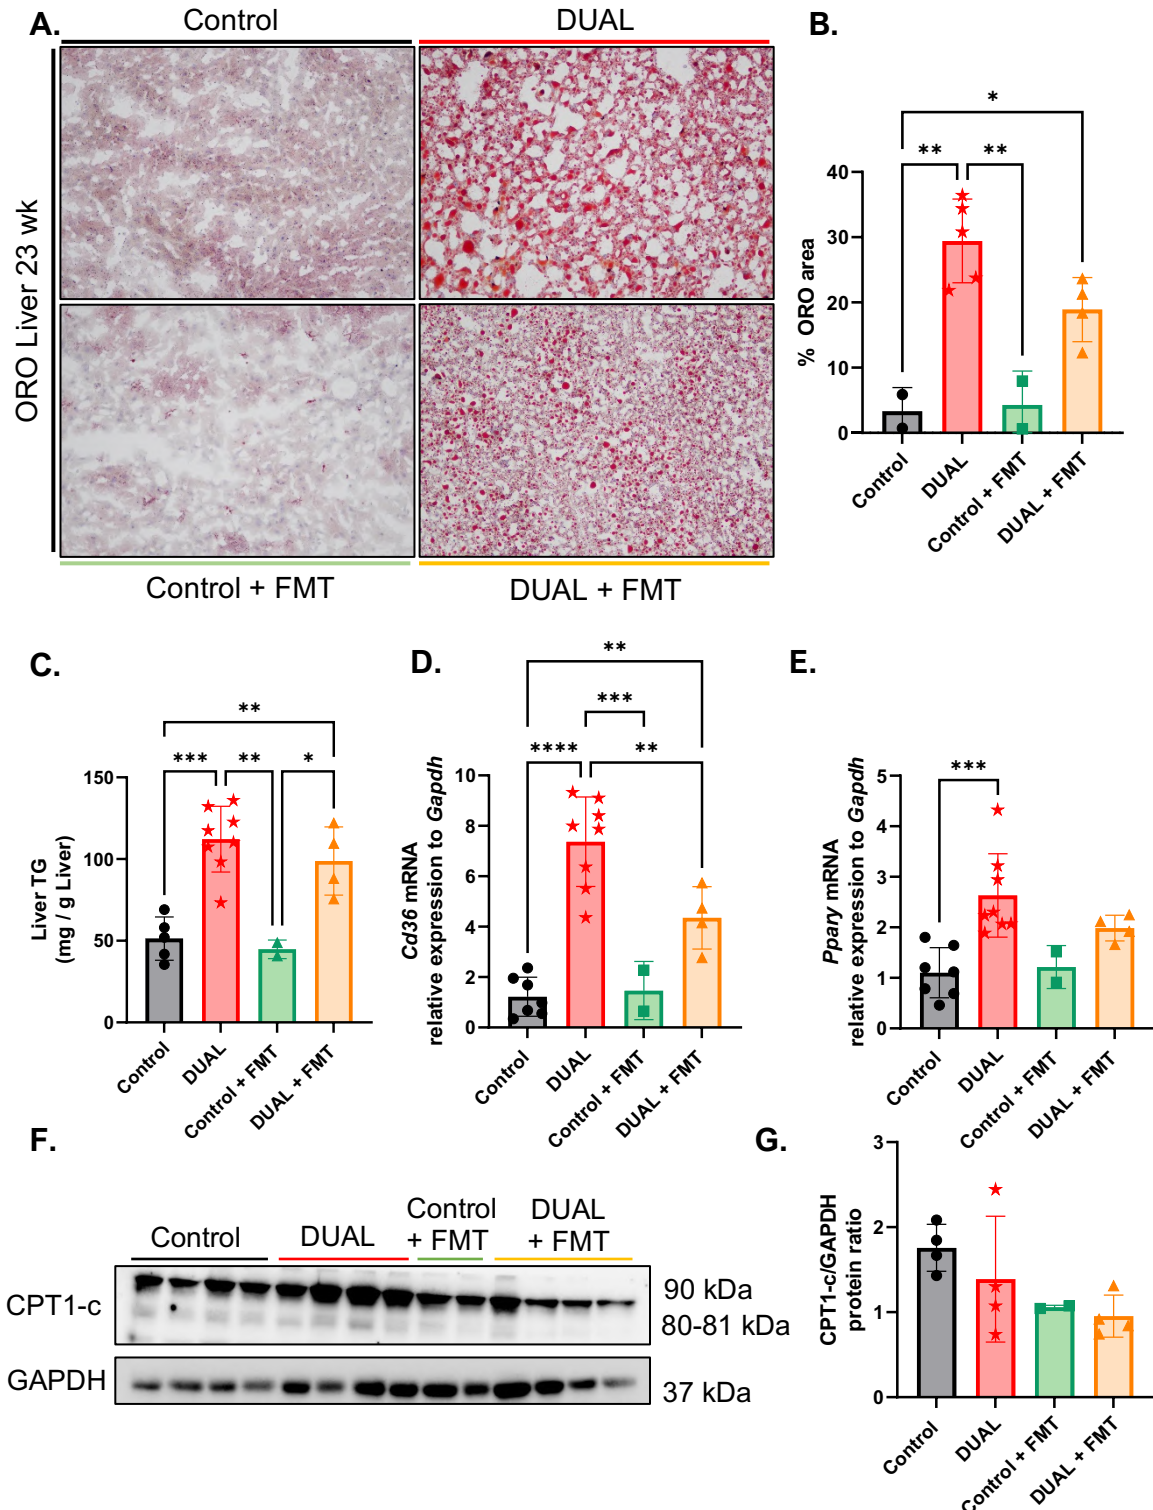 A.
Control
DUAL
ORO Liver 23 wk
Control + FMT
DUAL + FMT
B.
*
** **
40
30
20
10
0
% ORO area
Control
DUAL
Control + FMT
DUAL + FMT
C.
**
*** ** *
150
100
50
0
Liver TG
(mg / g Liver)
Control
DUAL
Control + FMT
DUAL + FMT
D.
**
***
**** **
10
8
6
4
2
0
Cd36 mRNA
relative expression to Gapdh
Control
DUAL
Control + FMT
DUAL + FMT
E.
***
5
4
3
2
1
0
Pparγ mRNA
relative expression to Gapdh
Control
DUAL
Control + FMT
DUAL + FMT
F.
Control
DUAL
Control
+ FMT
DUAL
+ FMT
CPT1-c
90 kDa
80-81 kDa
GAPDH
37 kDa
G.
3
2
1
0
CPT1-c/GAPDH
protein ratio
Control
DUAL
Control + FMT
DUAL + FMT